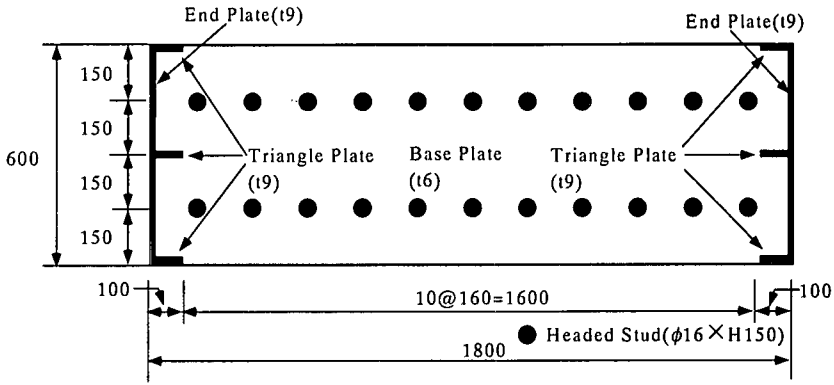 End Plate(t9)
End Plate(t9)
150
150
600
Triangle Plate
(t9)
Base Plate
(t6)
Triangle Plate
(t9)
150
150
100
10@160=1600
100
Headed Stud(ϕ16×H150)
1800